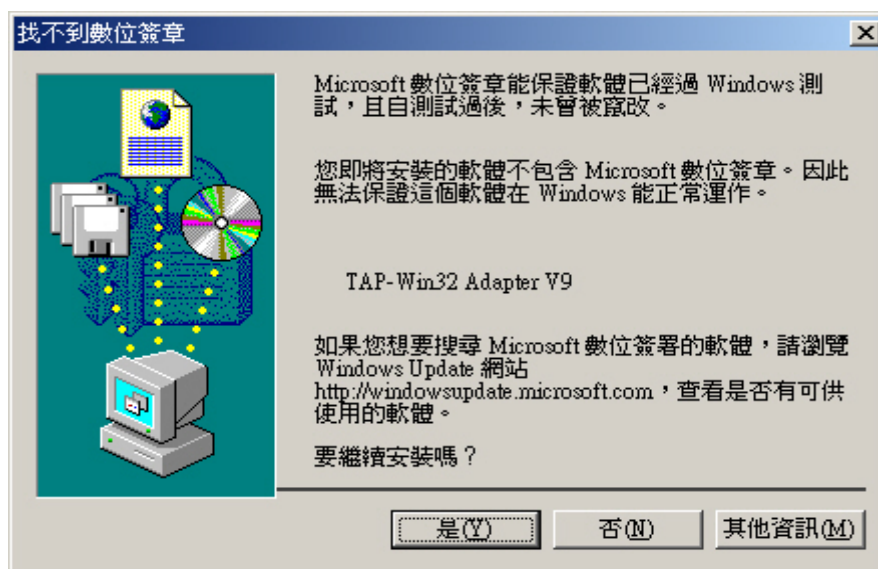 找不到數位簽章
Microsoft 數位簽章能保證軟體已經過 Windows 測
試，且自測試過後，未曾被竄改。
您即將安裝的軟體不包含 Microsoft 數位簽章。因此
無法保證這個軟體在 Windows 能正常運作。
TAP-Win32 Adapter V9
如果您想要搜尋 Microsoft 數位簽署的軟體，請瀏覽
Windows Update 網站
http://windowsupdate.microsoft.com，查看是否有可供
使用的軟體。
要繼續安裝嗎？
是(Y) 否(N) 其他資訊(M)